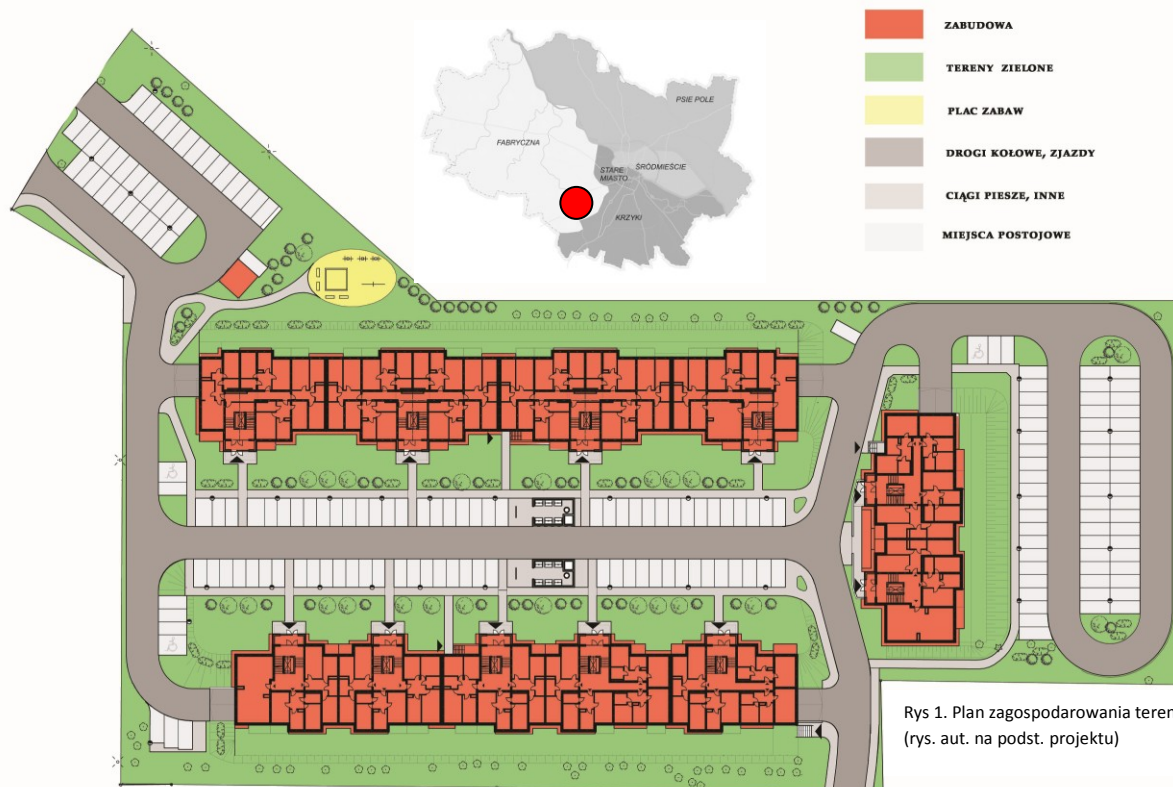 ZABUDOWA
TERENY ZIELONE
PLAC ZABAW
DROGI KOŁOWE, ZJAZDY
CIĄGI PIESZE, INNE
MIEJSCA POSTOJOWE
PSIE POLE
FABRYCZNA
ŚRÓDMIEŚCIE
STARE
MIASTO
KRZYKI
Rys 1. Plan zagospodarowania teren
(rys. aut. na podst. projektu)